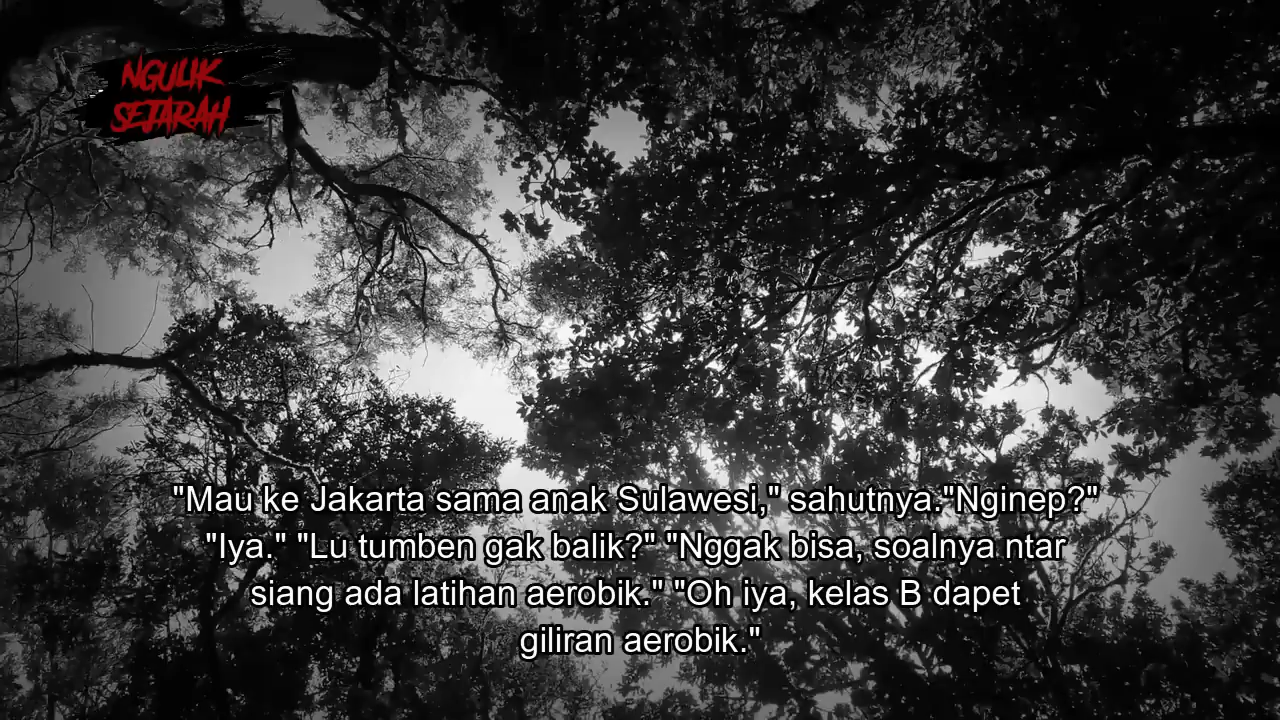 NGULIK
SEJARAH
"Mau ke Jakarta sama anak Sulawesi," sahutnya."Nginep?"
"Iya." "Lu tumben gak balik?" "Nggak bisa, soalnya ntar
siang ada latihan aerobik." "Oh iya, kelas B dapet
giliran aerobik."